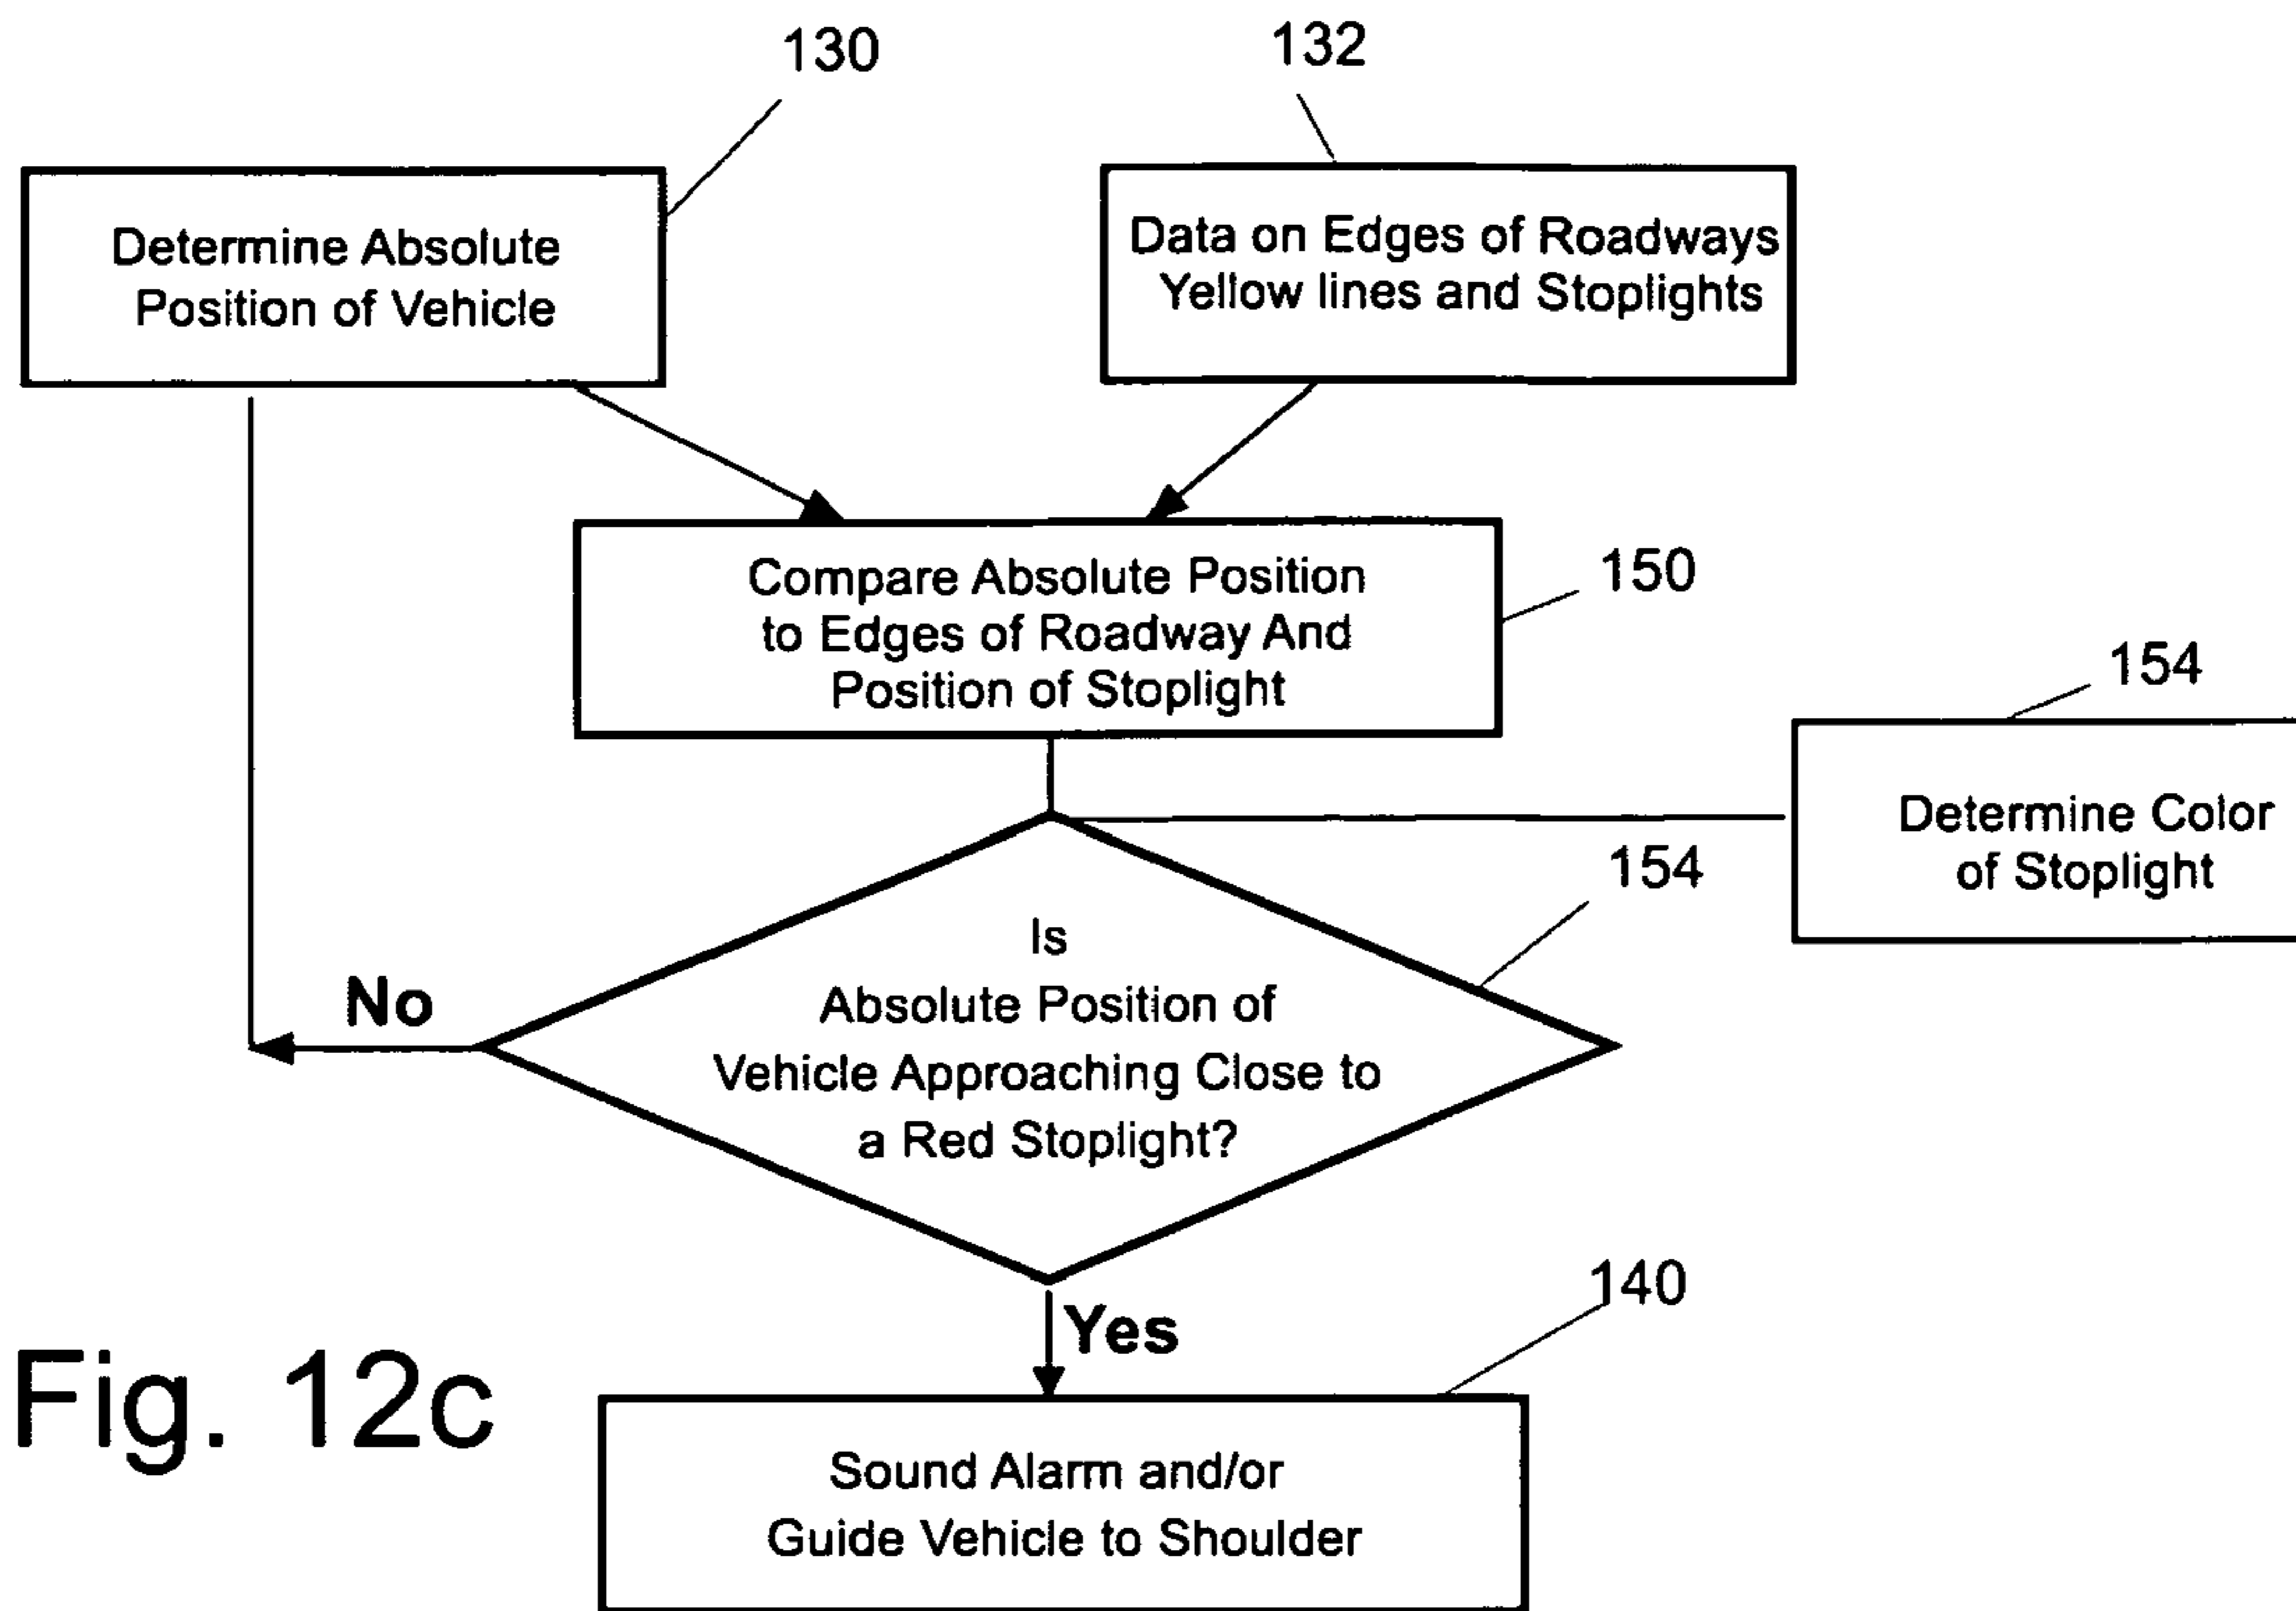 130
132
Determine Absolute
Position of Vehicle
Data on Edges of Roadways
Yellow lines and Stoplights
Compare Absolute Position
to Edges of Roadway And
Position of Stoplight
150
154
Determine Color
of Stoplight
154
Is
Absolute Position of
Vehicle Approaching Close to
a Red Stoplight?
No
Yes
140
Sound Alarm and/or
Guide Vehicle to Shoulder
Fig. 12c